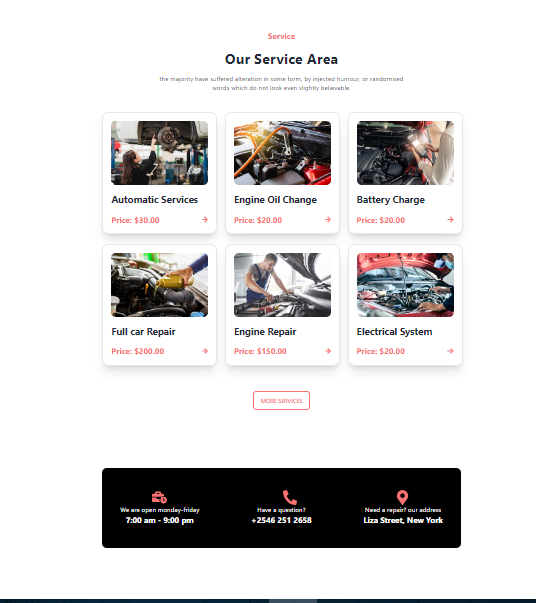 Service
Our Service Area
the majority have suffered alteration in some form, by injected humour, or randomised
words which do not look even slightly believable.
Automatic Services
Price: $30.00
Engine Oil Change
Price: $20.00
Battery Charge
Price: $20.00
Full car Repair
Price: $200.00
Engine Repair
Price: $150.00
Electrical System
Price: $20.00
MORE SERVICES
We are open monday-friday
7:00 am - 9:00 pm
Have a question?
+2546 251 2658
Need a repair? our address
Liza Street, New York